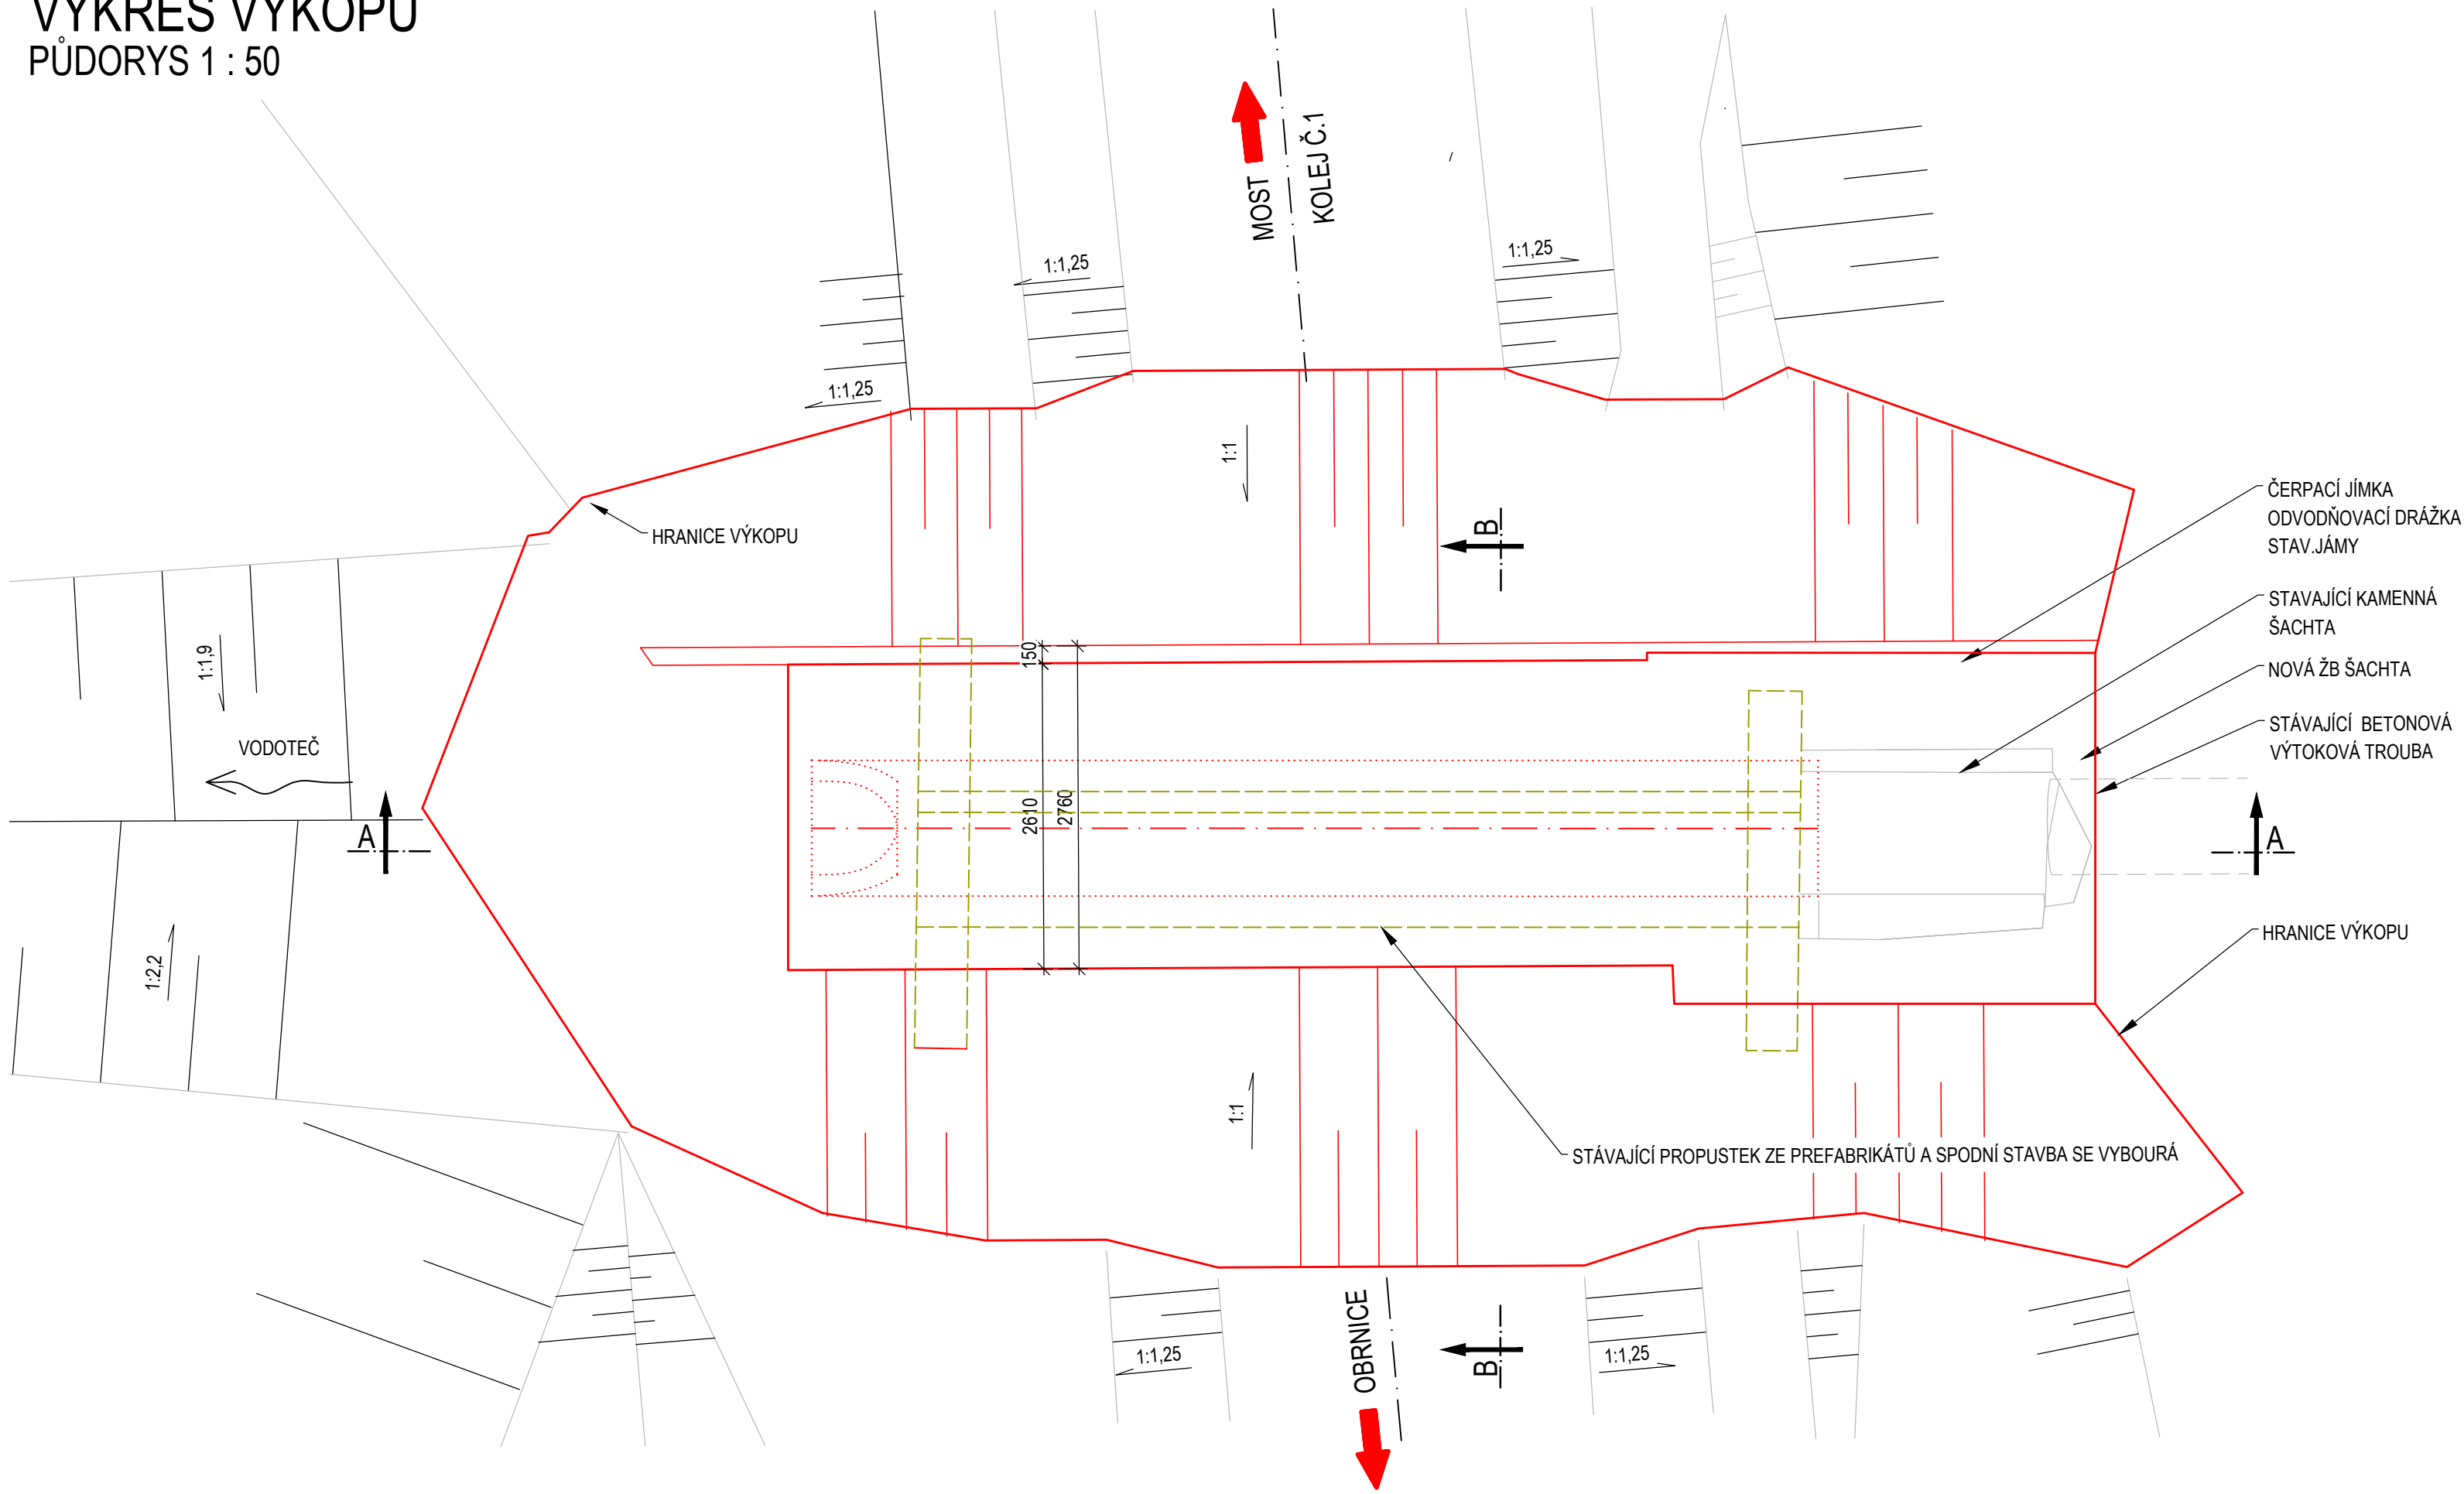 VÝKRES VÝKOPU
PŮDORYS 1 : 50
MOST
KOLEJ Č.1
1:1,25
1:1,25
1:1,25
1:1
B
HRANICE VÝKOPU
ČERPACÍ JÍMKA
ODVODŇOVACÍ DRÁŽKA
STAV.JÁMY
STAVAJÍCÍ KAMENNÁ
ŠACHTA
NOVÁ ŽB ŠACHTA
STÁVAJÍCÍ BETONOVÁ
VÝTOKOVÁ TROUBA
150
1:1,9
VODOTEČ
2610
2760
A
A
HRANICE VÝKOPU
1:2,2
1:1
STÁVAJÍCÍ PROPUSTEK ZE PREFABRIKÁTŮ A SPODNÍ STAVBA SE VYBOURÁ
OBRNICE
1:1,25
1:1,25
B